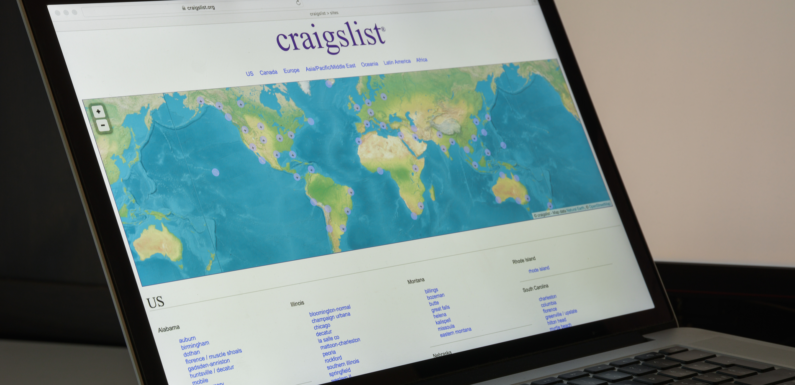 craigslist.org
craigslist > sites
craigslist®
US Canada Europe Asia/Pacific/Middle East Oceania Latin America Africa
+
−
US
Alabama
auburn
birmingham
dothan
florence / muscle shoals
gadsden-anniston
huntsville / decatur
mobile
Illinois
bloomington-normal
champaign urbana
chicago
decatur
la salle co
mattoon-charleston
peoria
rockford
southern illinois
springfield
Montana
billings
bozeman
butte
great falls
helena
kalispell
missoula
eastern montana
Nebraska
Rhode Island
rhode island
South Carolina
charleston
columbia
florence
greenville / upstate
hilton head
myrtle beach